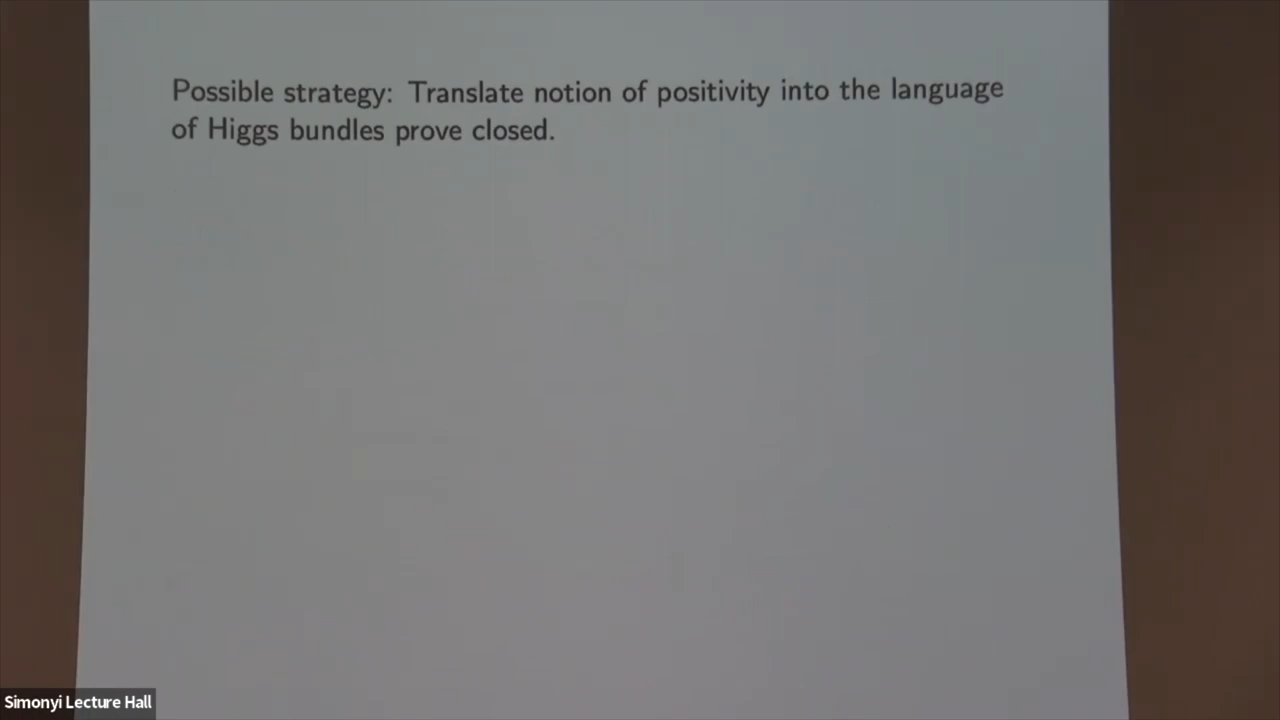 Possible strategy: Translate notion of positivity into the language
of Higgs bundles prove closed.
Simonyi Lecture Hall